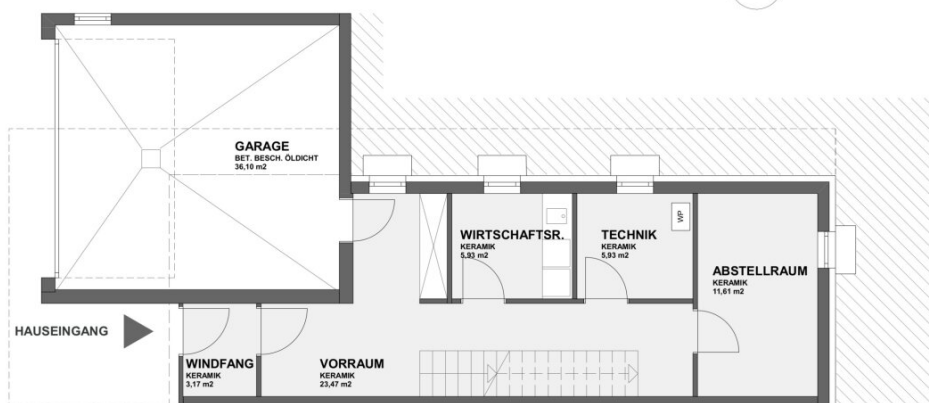 GARAGE
BET. BESCH. ÖLDICHT
36,10 m2
WIRTSCHAFTSR.
KERAMIK
5,93 m2
TECHNIK
KERAMIK
5,93 m2
WP
ABSTELLRAUM
KERAMIK
11,61 m2
HAUSEINGANG
WINDFANG
KERAMIK
3,17 m2
VORRAUM
KERAMIK
23,47 m2